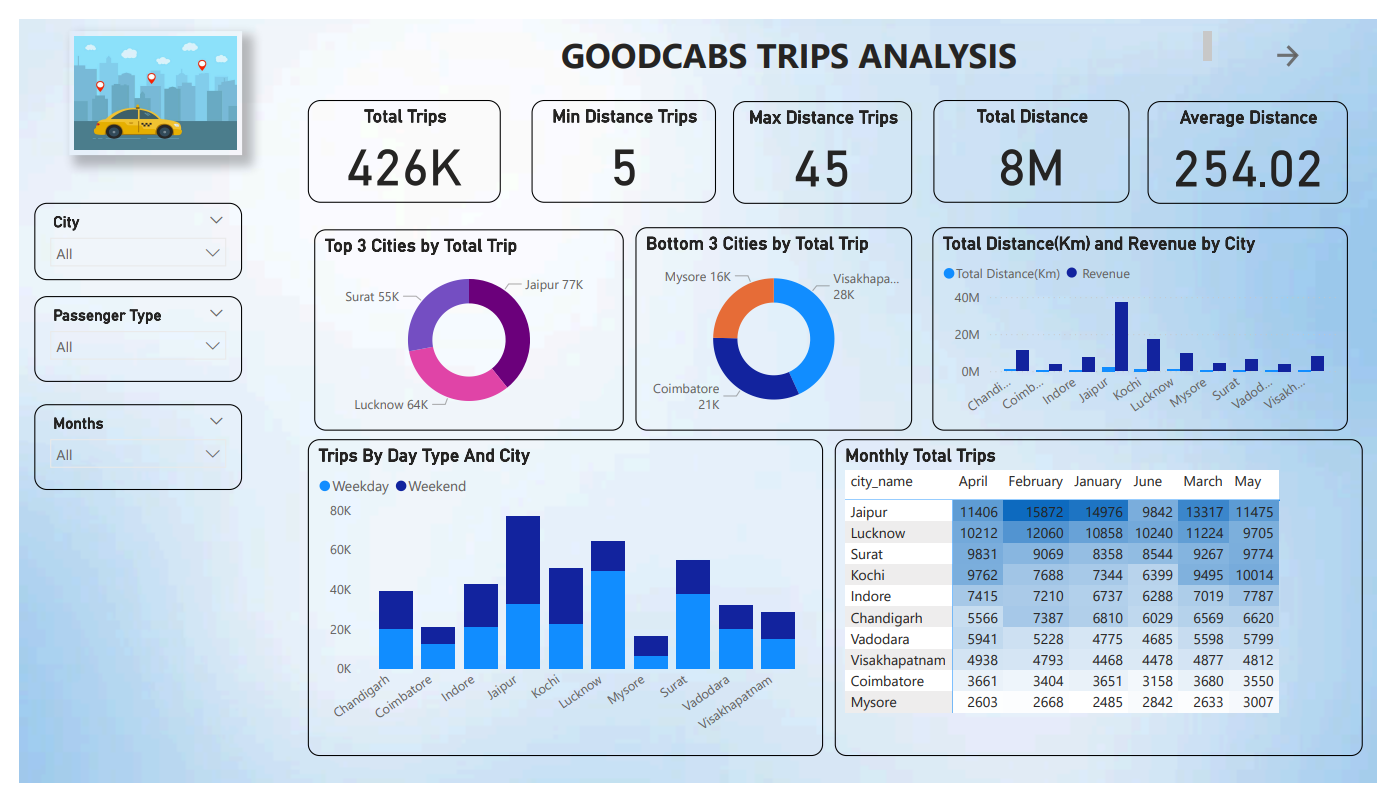 GOODCABS TRIPS ANALYSIS
Total Trips
426K
Min Distance Trips
5
Max Distance Trips
45
Total Distance
8M
Average Distance
254.02
City
All
Passenger Type
All
Months
All
Top 3 Cities by Total Trip
Surat 55K
Jaipur 77K
Lucknow 64K
Bottom 3 Cities by Total Trip
Mysore 16K
Visakhapa...
28K
Coimbatore
21K
Total Distance(Km) and Revenue by City
Total Distance(Km) Revenue
40M
20M
0M
Chandi... Coimb... Indore Jaipur Kochi Lucknow Mysore Surat Vadod... Visakh...
Trips By Day Type And City
Weekday Weekend
80K
60K
40K
20K
0K
Chandigarh Coimbatore Indore Jaipur Kochi Lucknow Mysore Surat Vadodara Visakhapatnam
Monthly Total Trips
city_name April February January June March May
Jaipur 11406 15872 14976 9842 13317 11475
Lucknow 10212 12060 10858 10240 11224 9705
Surat 9831 9069 8358 8544 9267 9774
Kochi 9762 7688 7344 6399 9495 10014
Indore 7415 7210 6737 6288 7019 7787
Chandigarh 5566 7387 6810 6029 6569 6620
Vadodara 5941 5228 4775 4685 5598 5799
Visakhapatnam 4938 4793 4468 4478 4877 4812
Coimbatore 3661 3404 3651 3158 3680 3550
Mysore 2603 2668 2485 2842 2633 3007